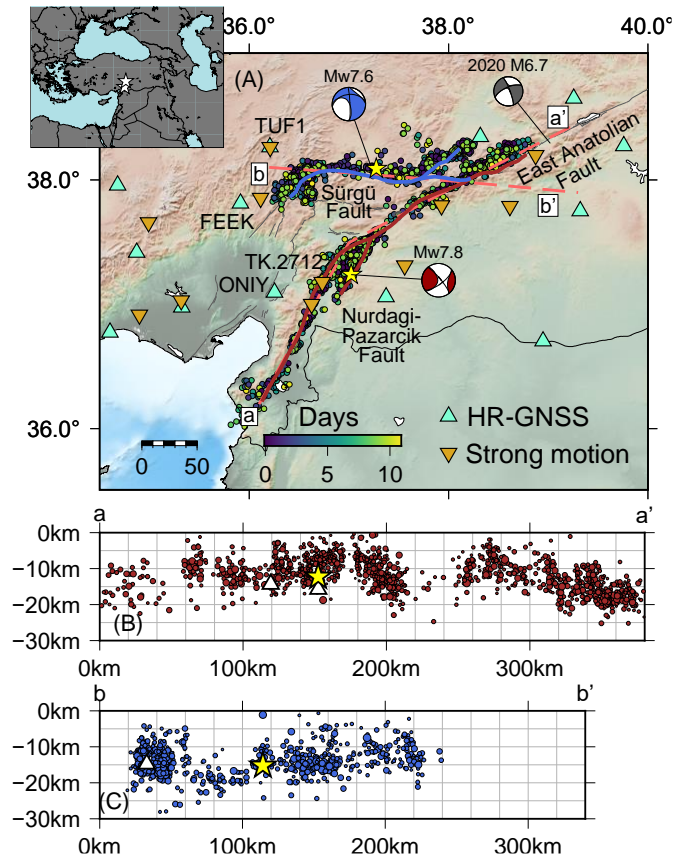 36.0° 38.0° 40.0°
(A)
Mw7.6
2020 M6.7
a’
TUF1
b
38.0°
East Anatolian
Fault
Sürgü
Fault
b’
FEEK
TK.2712
Mw7.8
ONIY
Nurdagi-
Pazarcik
Fault
a
Days
HR-GNSS
36.0°
0 50
0 5 10
Strong motion
a a’
0km
−10km
−20km
(B)
−30km
0km 100km 200km 300km
b b’
0km
−10km
−20km
(C)
−30km
0km 100km 200km 300km